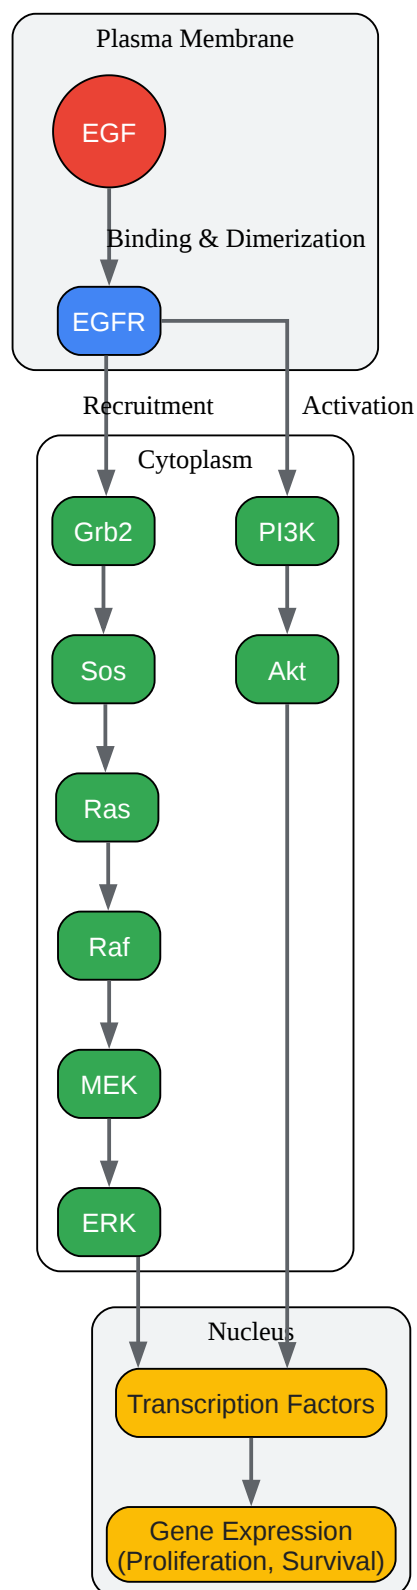 Plasma Membrane
EGF
Binding & Dimerization
EGFR
Recruitment
Activation
Cytoplasm
Grb2
PI3K
Sos
Akt
Ras
Raf
MEK
ERK
Nucleus
Transcription Factors
Gene Expression
(Proliferation, Survival)